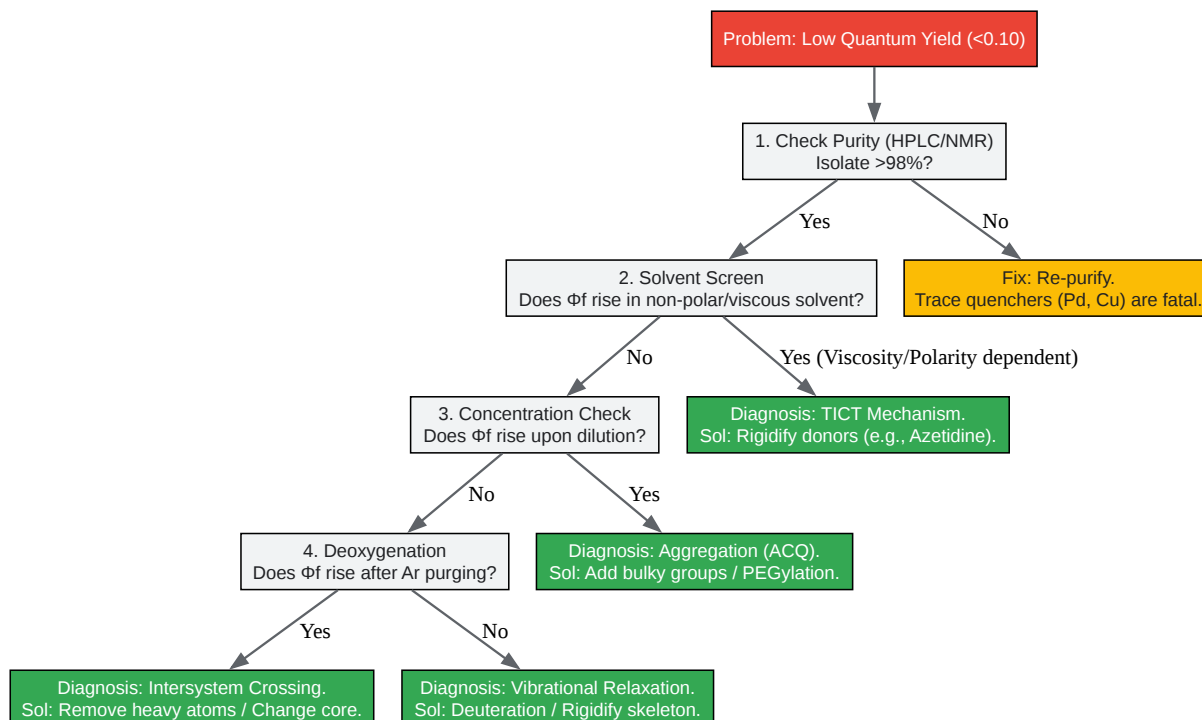 Problem: Low Quantum Yield (<0.10)
1. Check Purity (HPLC/NMR)
Isolate >98%?
Yes
No
2. Solvent Screen
Does Φf rise in non-polar/viscous solvent?
Fix: Re-purify.
Trace quenchers (Pd, Cu) are fatal.
No
Yes (Viscosity/Polarity dependent)
3. Concentration Check
Does Φf rise upon dilution?
Diagnosis: TICT Mechanism.
Sol: Rigidify donors (e.g., Azetidine).
No
Yes
4. Deoxygenation
Does Φf rise after Ar purging?
Diagnosis: Aggregation (ACQ).
Sol: Add bulky groups / PEGylation.
Yes
No
Diagnosis: Intersystem Crossing.
Sol: Remove heavy atoms / Change core.
Diagnosis: Vibrational Relaxation.
Sol: Deuteration / Rigidify skeleton.